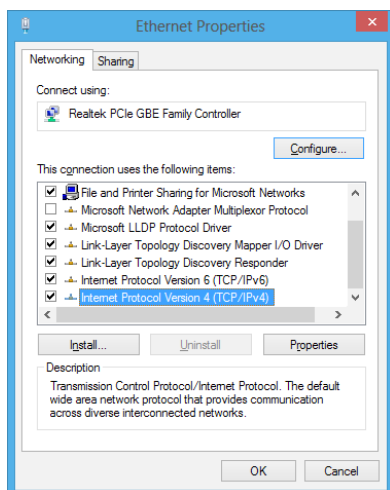 Ethernet Properties
Networking
Sharing
Connect using:
Realtek PCIe GBE Family Controller
Configure...
This connection uses the following items:
File and Printer Sharing for Microsoft Networks
Microsoft Network Adapter Multiplexor Protocol
Microsoft LLDP Protocol Driver
Link-Layer Topology Discovery Mapper I/O Driver
Link-Layer Topology Discovery Responder
Internet Protocol Version 6 (TCP/IPv6)
Internet Protocol Version 4 (TCP/IPv4)
Install...
Uninstall
Properties
Description
Transmission Control Protocol/Internet Protocol. The default
wide area network protocol that provides communication
across diverse interconnected networks.
OK
Cancel